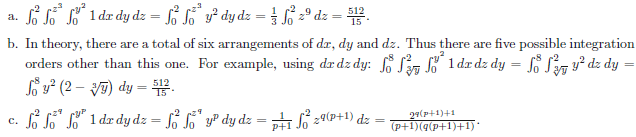 a. ∫₀² ∫₀^{z³} ∫₀^{y²} 1 dx dy dz = ∫₀² ∫₀^{z³} y² dy dz = 1/3 ∫₀² z⁹ dz = 512/15.
b. In theory, there are a total of six arrangements of dx, dy and dz. Thus there are five possible integration
orders other than this one. For example, using dx dz dy: ∫₀⁸ ∫_{∛y}² ∫₀^{y²} 1 dx dz dy = ∫₀⁸ ∫_{∛y}² y² dz dy =
∫₀⁸ y² (2 − ∛y) dy = 512/15.
c. ∫₀² ∫₀^{z^q} ∫₀^{y^p} 1 dx dy dz = ∫₀² ∫₀^{z^q} y^p dy dz = 1/(p+1) ∫₀² z^{q(p+1)} dz = 2^{q(p+1)+1}/((p+1)(q(p+1)+1)).